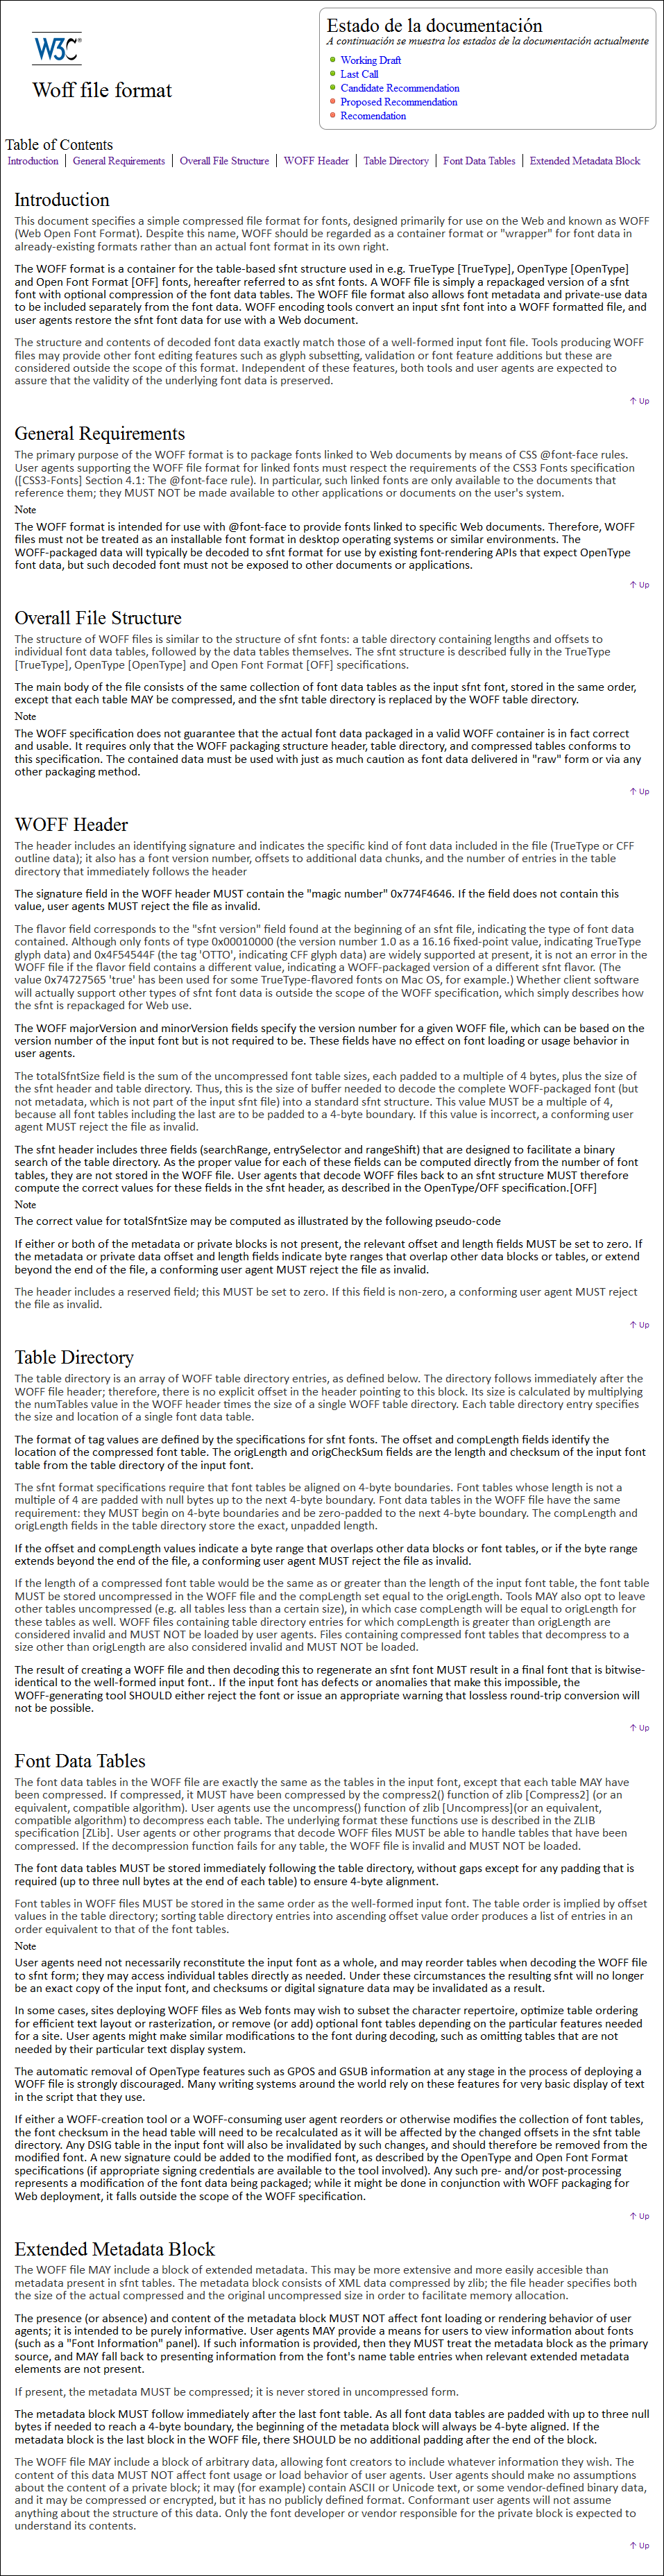 W3C®
Woff file format
Estado de la documentación
A continuación se muestra los estados de la documentación actualmente
Working Draft
Last Call
Candidate Recommendation
Proposed Recommendation
Recomendation
Table of Contents
Introduction | General Requirements | Overall File Structure | WOFF Header | Table Directory | Font Data Tables | Extended Metadata Block
Introduction
This document specifies a simple compressed file format for fonts, designed primarily for use on the Web and known as WOFF
(Web Open Font Format). Despite this name, WOFF should be regarded as a container format or "wrapper" for font data in
already-existing formats rather than an actual font format in its own right.
The WOFF format is a container for the table-based sfnt structure used in e.g. TrueType [TrueType], OpenType [OpenType]
and Open Font Format [OFF] fonts, hereafter referred to as sfnt fonts. A WOFF file is simply a repackaged version of a sfnt
font with optional compression of the font data tables. The WOFF file format also allows font metadata and private-use data
to be included separately from the font data. WOFF encoding tools convert an input sfnt font into a WOFF formatted file, and
user agents restore the sfnt font data for use with a Web document.
The structure and contents of decoded font data exactly match those of a well-formed input font file. Tools producing WOFF
files may provide other font editing features such as glyph subsetting, validation or font feature additions but these are
considered outside the scope of this format. Independent of these features, both tools and user agents are expected to
assure that the validity of the underlying font data is preserved.
↑ Up
General Requirements
The primary purpose of the WOFF format is to package fonts linked to Web documents by means of CSS @font-face rules.
User agents supporting the WOFF file format for linked fonts must respect the requirements of the CSS3 Fonts specification
([CSS3-Fonts] Section 4.1: The @font-face rule). In particular, such linked fonts are only available to the documents that
reference them; they MUST NOT be made available to other applications or documents on the user's system.
Note
The WOFF format is intended for use with @font-face to provide fonts linked to specific Web documents. Therefore, WOFF
files must not be treated as an installable font format in desktop operating systems or similar environments. The
WOFF-packaged data will typically be decoded to sfnt format for use by existing font-rendering APIs that expect OpenType
font data, but such decoded font must not be exposed to other documents or applications.
↑ Up
Overall File Structure
The structure of WOFF files is similar to the structure of sfnt fonts: a table directory containing lengths and offsets to
individual font data tables, followed by the data tables themselves. The sfnt structure is described fully in the TrueType
[TrueType], OpenType [OpenType] and Open Font Format [OFF] specifications.
The main body of the file consists of the same collection of font data tables as the input sfnt font, stored in the same order,
except that each table MAY be compressed, and the sfnt table directory is replaced by the WOFF table directory.
Note
The WOFF specification does not guarantee that the actual font data packaged in a valid WOFF container is in fact correct
and usable. It requires only that the WOFF packaging structure header, table directory, and compressed tables conforms to
this specification. The contained data must be used with just as much caution as font data delivered in "raw" form or via any
other packaging method.
↑ Up
WOFF Header
The header includes an identifying signature and indicates the specific kind of font data included in the file (TrueType or CFF
outline data); it also has a font version number, offsets to additional data chunks, and the number of entries in the table
directory that immediately follows the header
The signature field in the WOFF header MUST contain the "magic number" 0x774F4646. If the field does not contain this
value, user agents MUST reject the file as invalid.
The flavor field corresponds to the "sfnt version" field found at the beginning of an sfnt file, indicating the type of font data
contained. Although only fonts of type 0x00010000 (the version number 1.0 as a 16.16 fixed-point value, indicating TrueType
glyph data) and 0x4F54544F (the tag 'OTTO', indicating CFF glyph data) are widely supported at present, it is not an error in the
WOFF file if the flavor field contains a different value, indicating a WOFF-packaged version of a different sfnt flavor. (The
value 0x74727565 'true' has been used for some TrueType-flavored fonts on Mac OS, for example.) Whether client software
will actually support other types of sfnt font data is outside the scope of the WOFF specification, which simply describes how
the sfnt is repackaged for Web use.
The WOFF majorVersion and minorVersion fields specify the version number for a given WOFF file, which can be based on the
version number of the input font but is not required to be. These fields have no effect on font loading or usage behavior in
user agents.
The totalSfntSize field is the sum of the uncompressed font table sizes, each padded to a multiple of 4 bytes, plus the size of
the sfnt header and table directory. Thus, this is the size of buffer needed to decode the complete WOFF-packaged font (but
not metadata, which is not part of the input sfnt file) into a standard sfnt structure. This value MUST be a multiple of 4,
because all font tables including the last are to be padded to a 4-byte boundary. If this value is incorrect, a conforming user
agent MUST reject the file as invalid.
The sfnt header includes three fields (searchRange, entrySelector and rangeShift) that are designed to facilitate a binary
search of the table directory. As the proper value for each of these fields can be computed directly from the number of font
tables, they are not stored in the WOFF file. User agents that decode WOFF files back to an sfnt structure MUST therefore
compute the correct values for these fields in the sfnt header, as described in the OpenType/OFF specification.[OFF]
Note
The correct value for totalSfntSize may be computed as illustrated by the following pseudo-code
If either or both of the metadata or private blocks is not present, the relevant offset and length fields MUST be set to zero. If
the metadata or private data offset and length fields indicate byte ranges that overlap other data blocks or tables, or extend
beyond the end of the file, a conforming user agent MUST reject the file as invalid.
The header includes a reserved field; this MUST be set to zero. If this field is non-zero, a conforming user agent MUST reject
the file as invalid.
↑ Up
Table Directory
The table directory is an array of WOFF table directory entries, as defined below. The directory follows immediately after the
WOFF file header; therefore, there is no explicit offset in the header pointing to this block. Its size is calculated by multiplying
the numTables value in the WOFF header times the size of a single WOFF table directory. Each table directory entry specifies
the size and location of a single font data table.
The format of tag values are defined by the specifications for sfnt fonts. The offset and compLength fields identify the
location of the compressed font table. The origLength and origCheckSum fields are the length and checksum of the input font
table from the table directory of the input font.
The sfnt format specifications require that font tables be aligned on 4-byte boundaries. Font tables whose length is not a
multiple of 4 are padded with null bytes up to the next 4-byte boundary. Font data tables in the WOFF file have the same
requirement: they MUST begin on 4-byte boundaries and be zero-padded to the next 4-byte boundary. The compLength and
origLength fields in the table directory store the exact, unpadded length.
If the offset and compLength values indicate a byte range that overlaps other data blocks or font tables, or if the byte range
extends beyond the end of the file, a conforming user agent MUST reject the file as invalid.
If the length of a compressed font table would be the same as or greater than the length of the input font table, the font table
MUST be stored uncompressed in the WOFF file and the compLength set equal to the origLength. Tools MAY also opt to leave
other tables uncompressed (e.g. all tables less than a certain size), in which case compLength will be equal to origLength for
these tables as well. WOFF files containing table directory entries for which compLength is greater than origLength are
considered invalid and MUST NOT be loaded by user agents. Files containing compressed font tables that decompress to a
size other than origLength are also considered invalid and MUST NOT be loaded.
The result of creating a WOFF file and then decoding this to regenerate an sfnt font MUST result in a final font that is bitwise-
identical to the well-formed input font.. If the input font has defects or anomalies that make this impossible, the
WOFF-generating tool SHOULD either reject the font or issue an appropriate warning that lossless round-trip conversion will
not be possible.
↑ Up
Font Data Tables
The font data tables in the WOFF file are exactly the same as the tables in the input font, except that each table MAY have
been compressed. If compressed, it MUST have been compressed by the compress2() function of zlib [Compress2] (or an
equivalent, compatible algorithm). User agents use the uncompress() function of zlib [Uncompress](or an equivalent,
compatible algorithm) to decompress each table. The underlying format these functions use is described in the ZLIB
specification [ZLib]. User agents or other programs that decode WOFF files MUST be able to handle tables that have been
compressed. If the decompression function fails for any table, the WOFF file is invalid and MUST NOT be loaded.
The font data tables MUST be stored immediately following the table directory, without gaps except for any padding that is
required (up to three null bytes at the end of each table) to ensure 4-byte alignment.
Font tables in WOFF files MUST be stored in the same order as the well-formed input font. The table order is implied by offset
values in the table directory; sorting table directory entries into ascending offset value order produces a list of entries in an
order equivalent to that of the font tables.
Note
User agents need not necessarily reconstitute the input font as a whole, and may reorder tables when decoding the WOFF file
to sfnt form; they may access individual tables directly as needed. Under these circumstances the resulting sfnt will no longer
be an exact copy of the input font, and checksums or digital signature data may be invalidated as a result.
In some cases, sites deploying WOFF files as Web fonts may wish to subset the character repertoire, optimize table ordering
for efficient text layout or rasterization, or remove (or add) optional font tables depending on the particular features needed
for a site. User agents might make similar modifications to the font during decoding, such as omitting tables that are not
needed by their particular text display system.
The automatic removal of OpenType features such as GPOS and GSUB information at any stage in the process of deploying a
WOFF file is strongly discouraged. Many writing systems around the world rely on these features for very basic display of text
in the script that they use.
If either a WOFF-creation tool or a WOFF-consuming user agent reorders or otherwise modifies the collection of font tables,
the font checksum in the head table will need to be recalculated as it will be affected by the changed offsets in the sfnt table
directory. Any DSIG table in the input font will also be invalidated by such changes, and should therefore be removed from the
modified font. A new signature could be added to the modified font, as described by the OpenType and Open Font Format
specifications (if appropriate signing credentials are available to the tool involved). Any such pre- and/or post-processing
represents a modification of the font data being packaged; while it might be done in conjunction with WOFF packaging for
Web deployment, it falls outside the scope of the WOFF specification.
↑ Up
Extended Metadata Block
The WOFF file MAY include a block of extended metadata. This may be more extensive and more easily accesible than
metadata present in sfnt tables. The metadata block consists of XML data compressed by zlib; the file header specifies both
the size of the actual compressed and the original uncompressed size in order to facilitate memory allocation.
The presence (or absence) and content of the metadata block MUST NOT affect font loading or rendering behavior of user
agents; it is intended to be purely informative. User agents MAY provide a means for users to view information about fonts
(such as a "Font Information" panel). If such information is provided, then they MUST treat the metadata block as the primary
source, and MAY fall back to presenting information from the font's name table entries when relevant extended metadata
elements are not present.
If present, the metadata MUST be compressed; it is never stored in uncompressed form.
The metadata block MUST follow immediately after the last font table. As all font data tables are padded with up to three null
bytes if needed to reach a 4-byte boundary, the beginning of the metadata block will always be 4-byte aligned. If the
metadata block is the last block in the WOFF file, there SHOULD be no additional padding after the end of the block.
The WOFF file MAY include a block of arbitrary data, allowing font creators to include whatever information they wish. The
content of this data MUST NOT affect font usage or load behavior of user agents. User agents should make no assumptions
about the content of a private block; it may (for example) contain ASCII or Unicode text, or some vendor-defined binary data,
and it may be compressed or encrypted, but it has no publicly defined format. Conformant user agents will not assume
anything about the structure of this data. Only the font developer or vendor responsible for the private block is expected to
understand its contents.
↑ Up